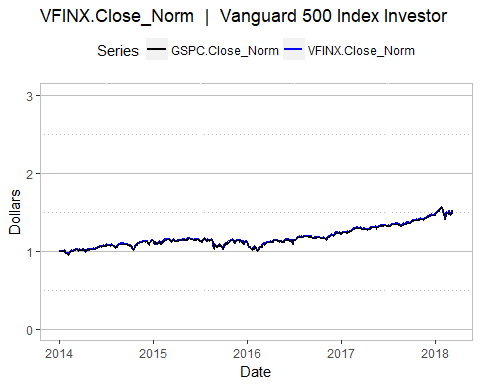 VFINX.Close_Norm | Vanguard 500 Index Investor
Series GSPC.Close_Norm VFINX.Close_Norm
3
2
1
0
Dollars
2014 2015 2016 2017 2018
Date